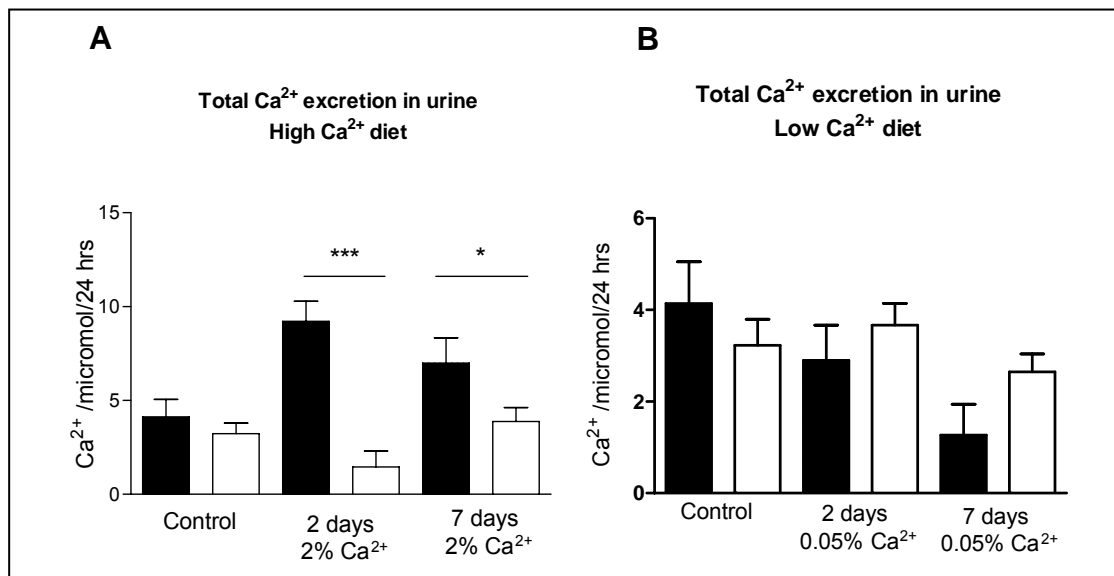 A
Total Ca²⁺ excretion in urine
High Ca²⁺ diet
Ca²⁺ /micromol/24 hrs
15
10
5
0
***
*
Control
2 days
2% Ca²⁺
7 days
2% Ca²⁺
B
Total Ca²⁺ excretion in urine
Low Ca²⁺ diet
Ca²⁺ /micromol/24 hrs
6
4
2
0
Control
2 days
0.05% Ca²⁺
7 days
0.05% Ca²⁺